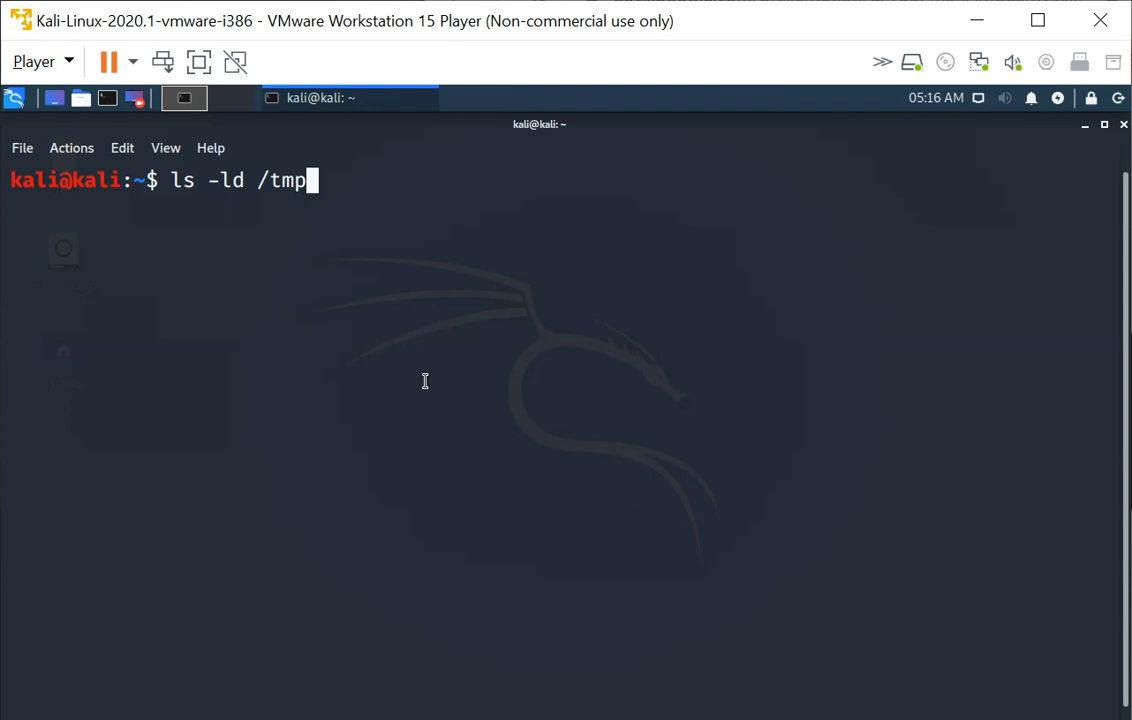 Kali-Linux-2020.1-vmware-i386 - VMware Workstation 15 Player (Non-commercial use only)
Player
kali@kali: ~
05:16 AM
kali@kali: ~
File Actions Edit View Help
kali@kali:~$ ls -ld /tmp